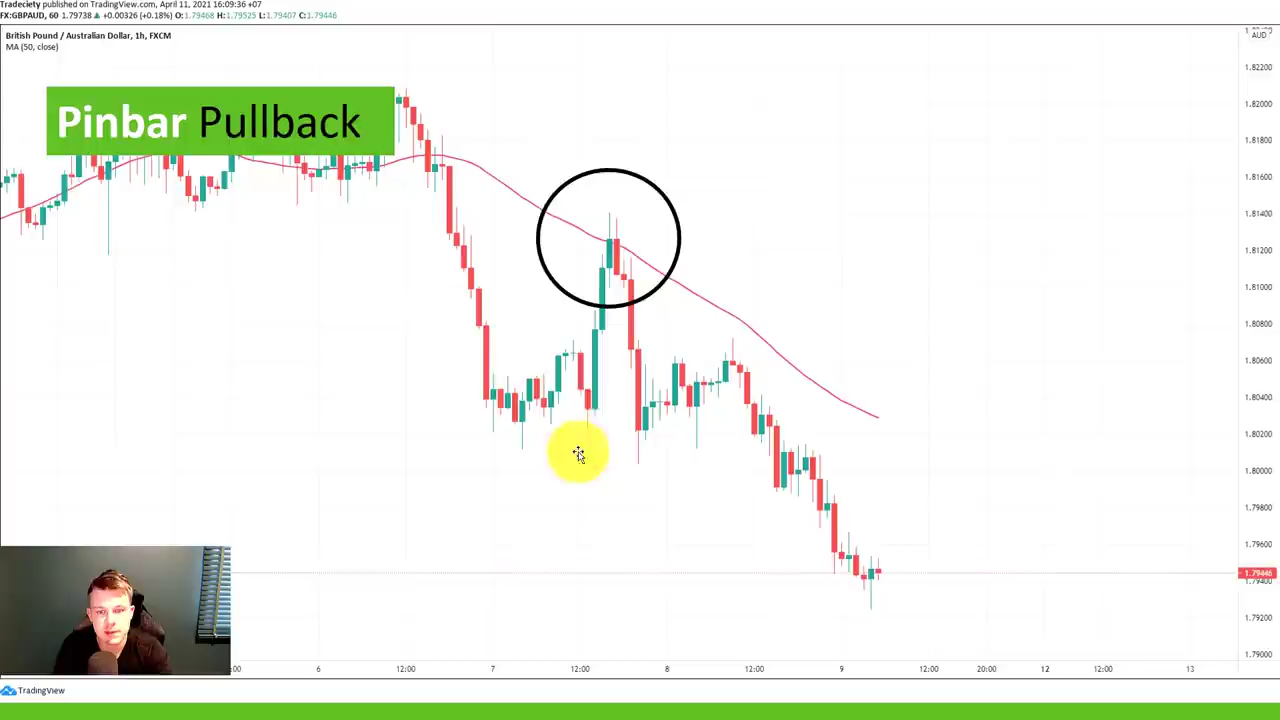 Tradeciety published on TradingView.com, April 11, 2021 16:09:36 +07
FX:GBPAUD, 60 1.79738 ▲ +0.00326 (+0.18%) O:1.79468 H:1.79525 L:1.79407 C:1.79446
British Pound / Australian Dollar, 1h, FXCM
MA (50, close)
AUD
Pinbar Pullback
1.82200
1.82000
1.81800
1.81600
1.81400
1.81200
1.81000
1.80800
1.80600
1.80400
1.80200
1.80000
1.79800
1.79600
1.79446
1.79400
1.79200
1.79000
6 12:00 7 12:00 8 12:00 9 12:00 20:00 12 12:00 13
TradingView